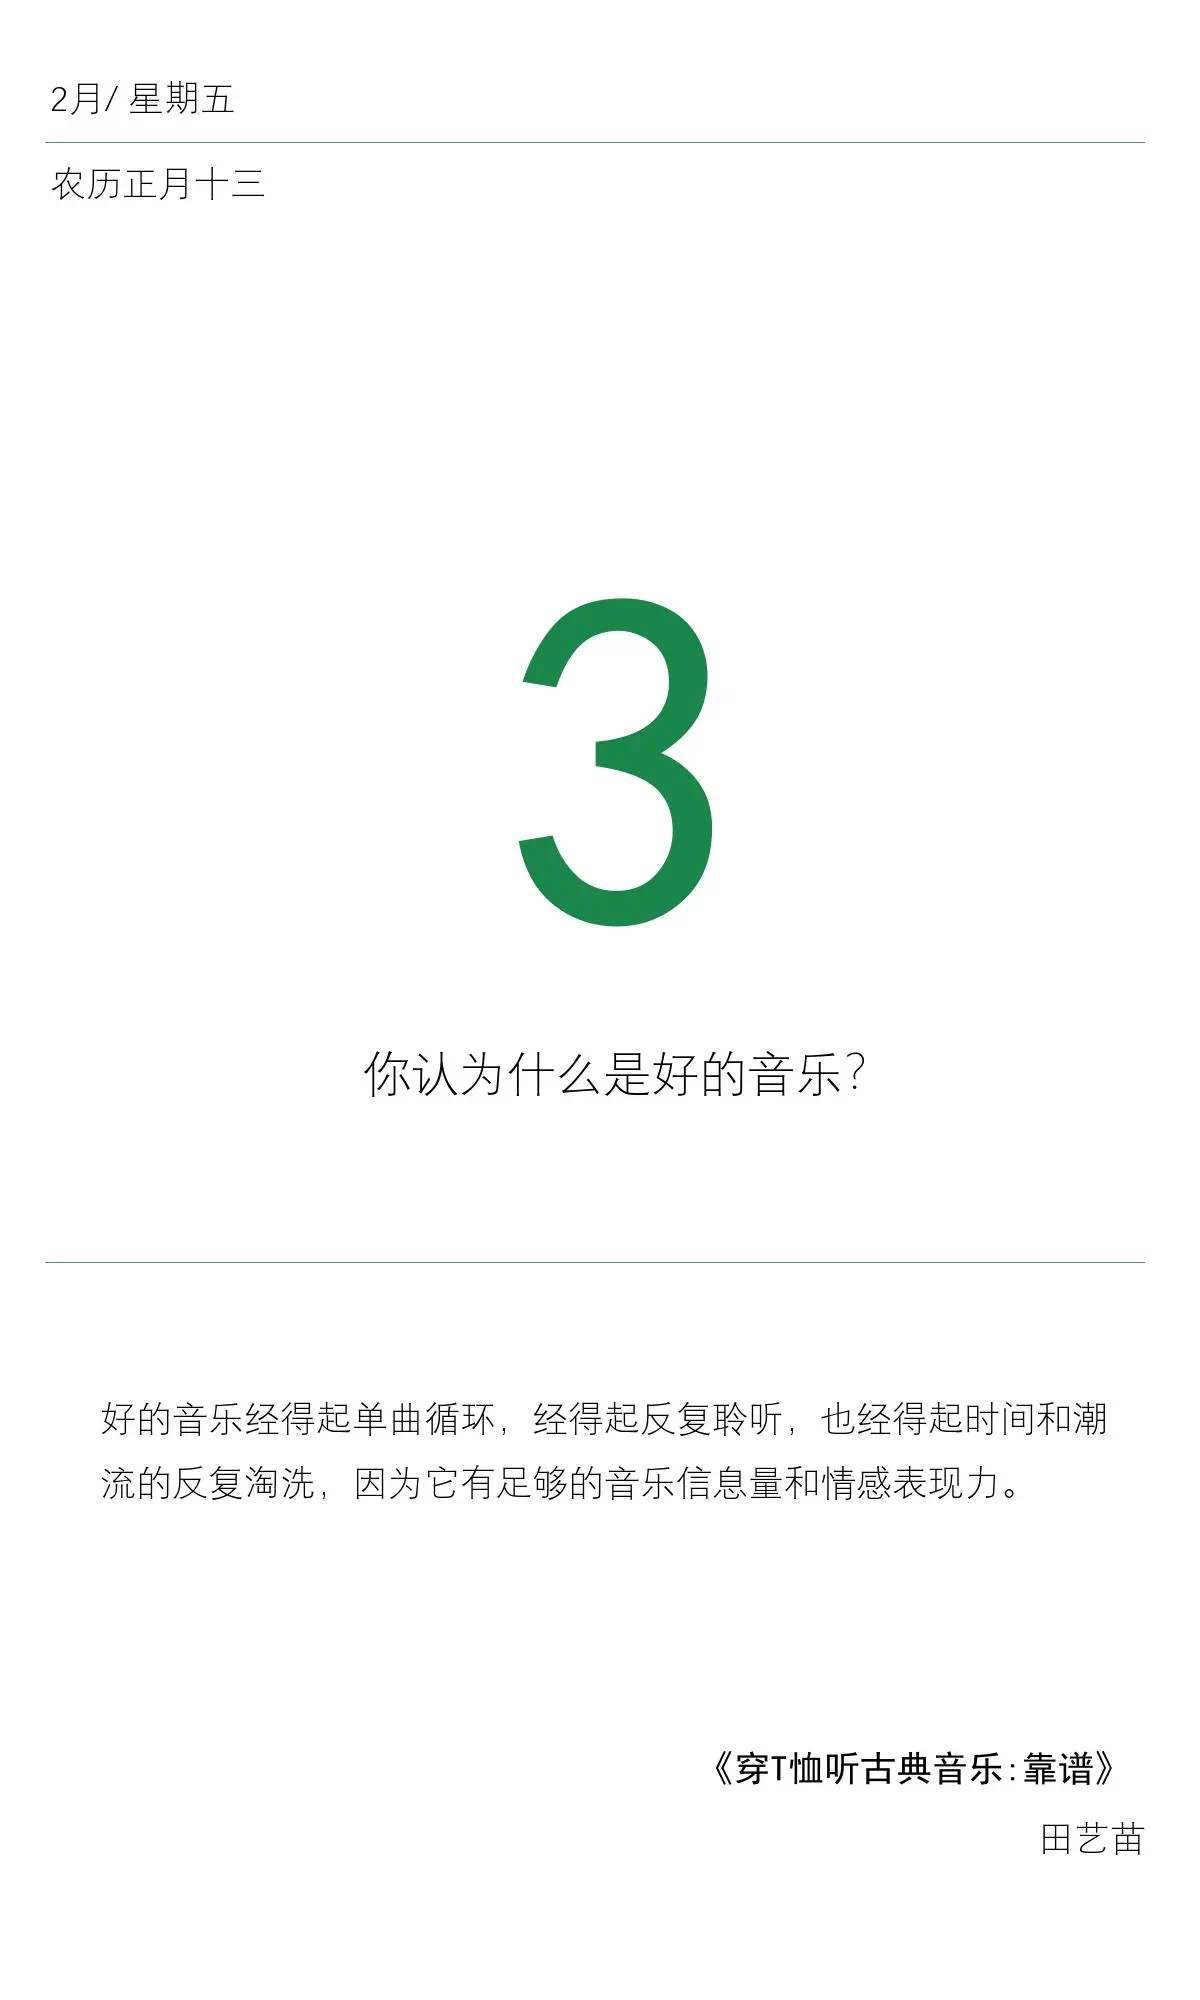 2月/ 星期五
农历正月十三
3
你认为什么是好的音乐？
好的音乐经得起单曲循环，经得起反复聆听，也经得起时间和潮
流的反复淘洗，因为它有足够的音乐信息量和情感表现力。
《穿T恤听古典音乐:靠谱》
田艺苗